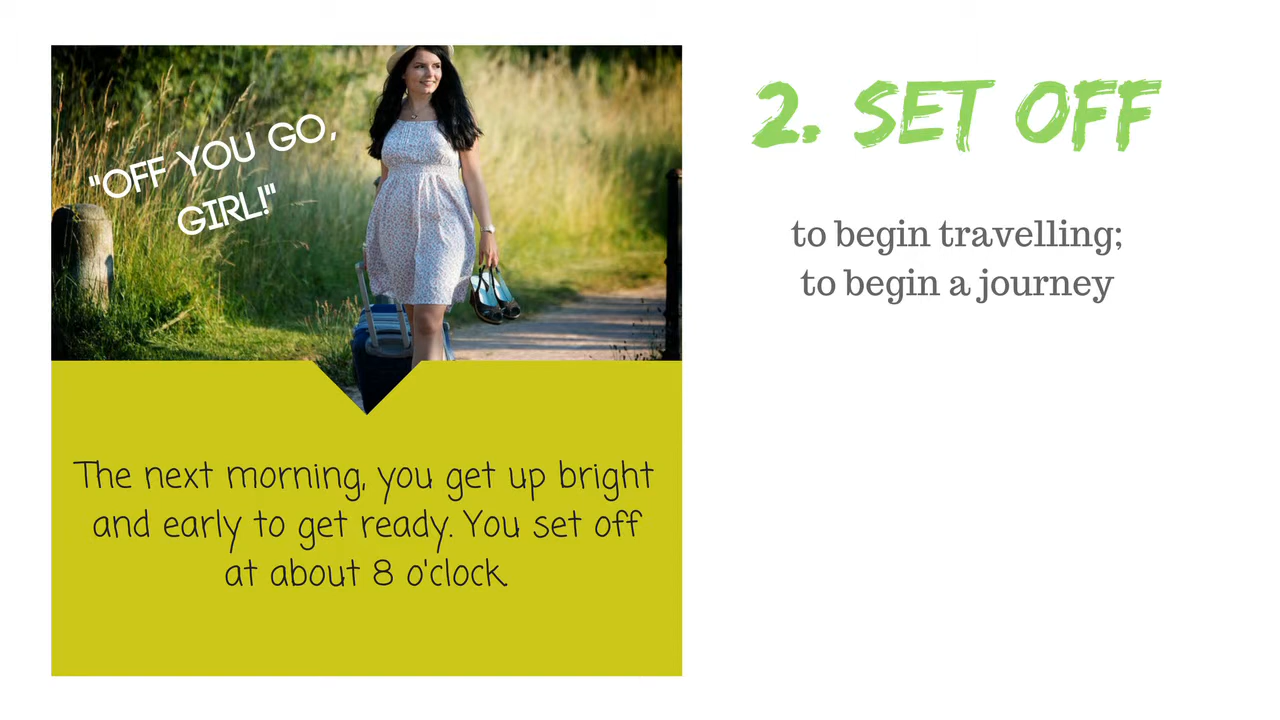 "OFF YOU GO,
GIRL!"
The next morning, you get up bright
and early to get ready. You set off
at about 8 o'clock.
2. SET OFF
to begin travelling;
to begin a journey